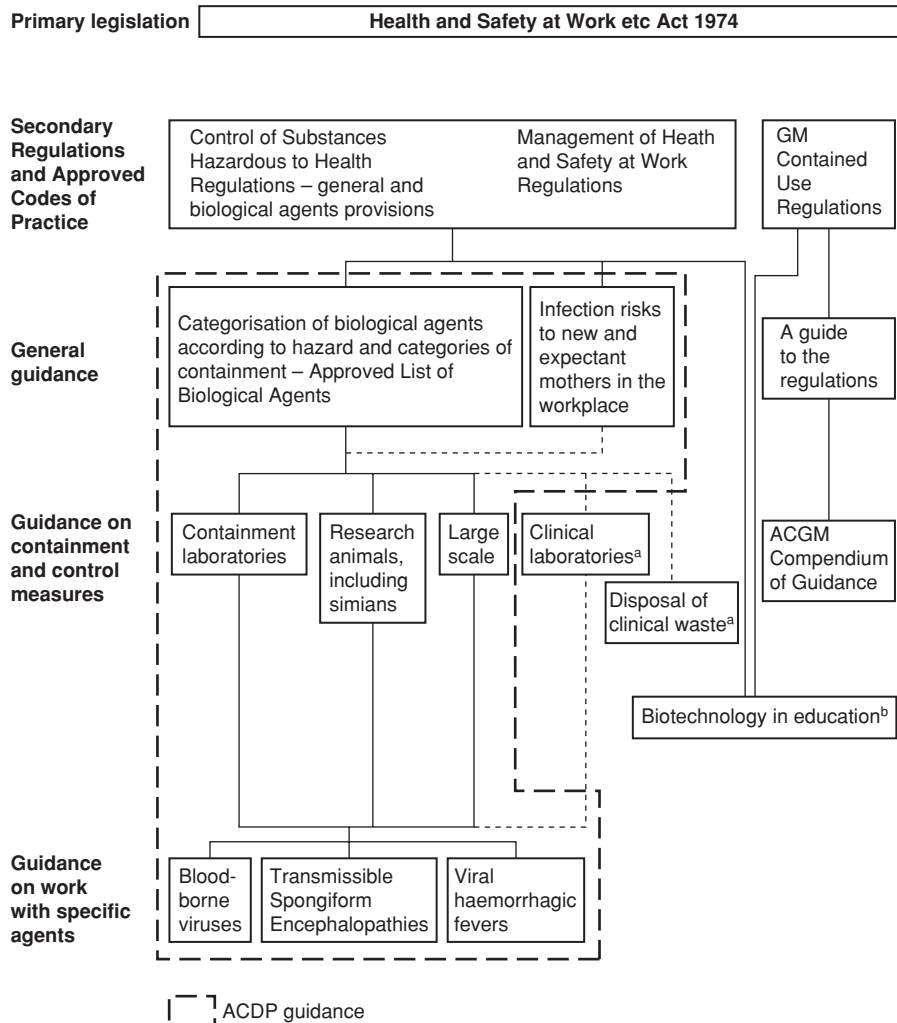 Primary legislation
Health and Safety at Work etc Act 1974
Secondary
Regulations
and Approved
Codes of
Practice
Control of Substances
Hazardous to Health
Regulations – general and
biological agents provisions
Management of Heath
and Safety at Work
Regulations
GM
Contained
Use
Regulations
General
guidance
Categorisation of biological agents
according to hazard and categories of
containment – Approved List of
Biological Agents
Infection risks
to new and
expectant
mothers in the
workplace
A guide
to the
regulations
Guidance on
containment
and control
measures
Containment
laboratories
Research
animals,
including
simians
Large
scale
Clinical
laboratoriesᵃ
Disposal of
clinical wasteᵃ
ACGM
Compendium
of Guidance
Biotechnology in educationᵇ
Guidance
on work
with specific
agents
Blood-
borne
viruses
Transmissible
Spongiform
Encephalopathies
Viral
haemorrhagic
fevers
ACDP guidance